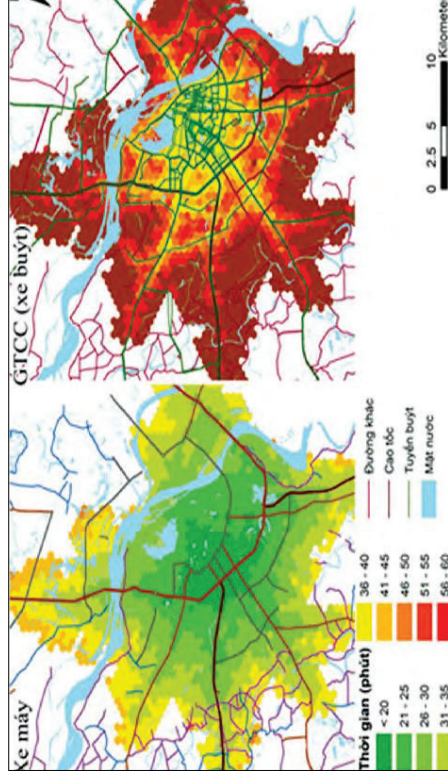 Xe máy
GTCC (xe buýt)
Thời gian (phút)
< 20
21 - 25
26 - 30
31 - 35
36 - 40
41 - 45
46 - 50
51 - 55
56 - 60
Đường khác
Cao tốc
Tuyến buýt
Mặt nước
0 2.5 5 10
Kilomete